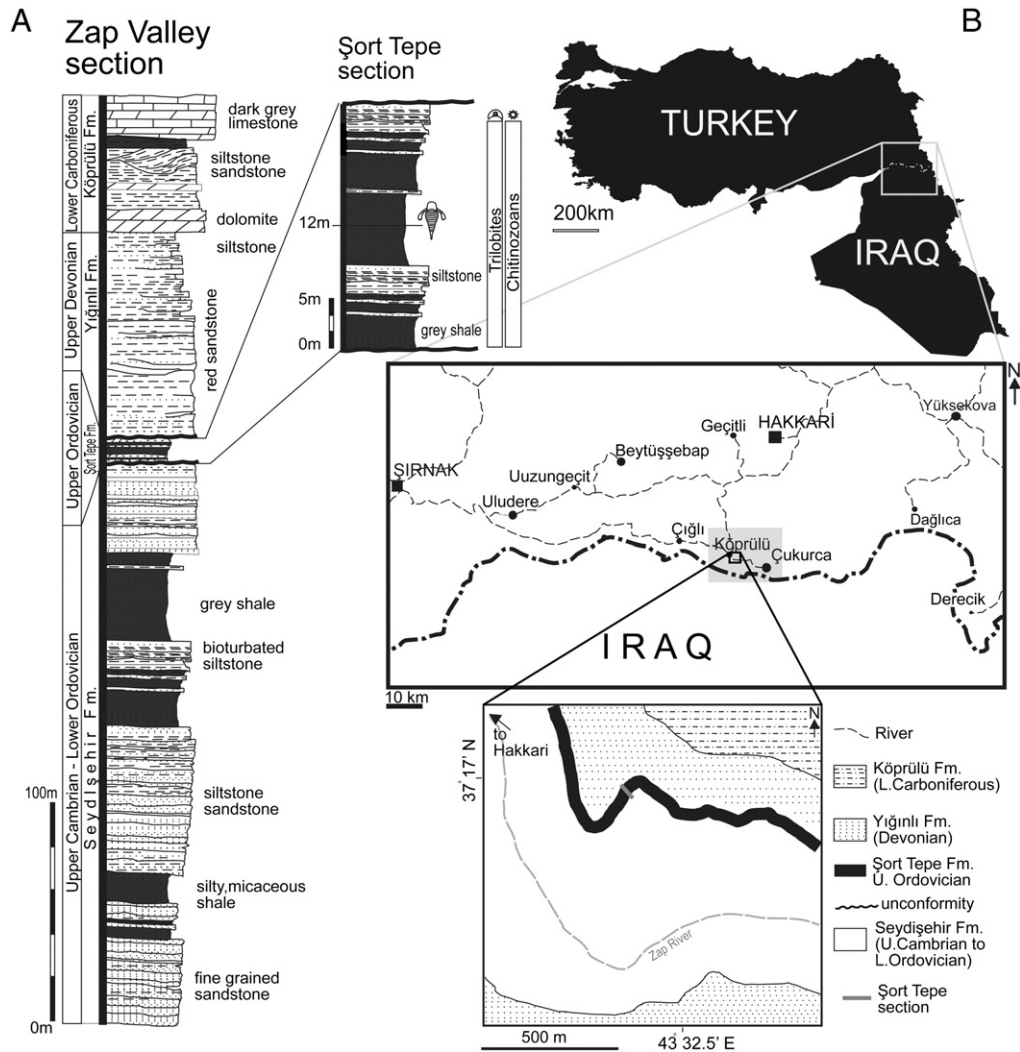 A
Zap Valley
section
Şort Tepe
section
B
Lower Carboniferous
Köprülü Fm.
Upper Devonian
Yığınlı Fm.
Upper Ordovician
Şort Tepe Fm.
Upper Cambrian - Lower Ordovician
Seydişehir Fm.
dark grey
limestone
siltstone
sandstone
dolomite
siltstone
red sandstone
grey shale
bioturbated
siltstone
siltstone
sandstone
silty,micaceous
shale
fine grained
sandstone
100m
0m
12m
5m
0m
siltstone
grey shale
Trilobites
Chitinozoans
TURKEY
200km
IRAQ
N
Yüksekova
Geçitli
HAKKARİ
Beytüşşebap
ŞIRNAK
Uuzungeçit
Uludere
Dağlıca
Çığlı
Köprülü
Çukurca
Derecik
IRAQ
10 km
to
Hakkari
N
37° 17' N
Zap River
500 m
43 32.5' E
River
Köprülü Fm.
(L.Carboniferous)
Yığınlı Fm.
(Devonian)
Şort Tepe Fm.
U. Ordovician
unconformity
Seydişehir Fm.
(U.Cambrian to
L.Ordovician)
Şort Tepe
section